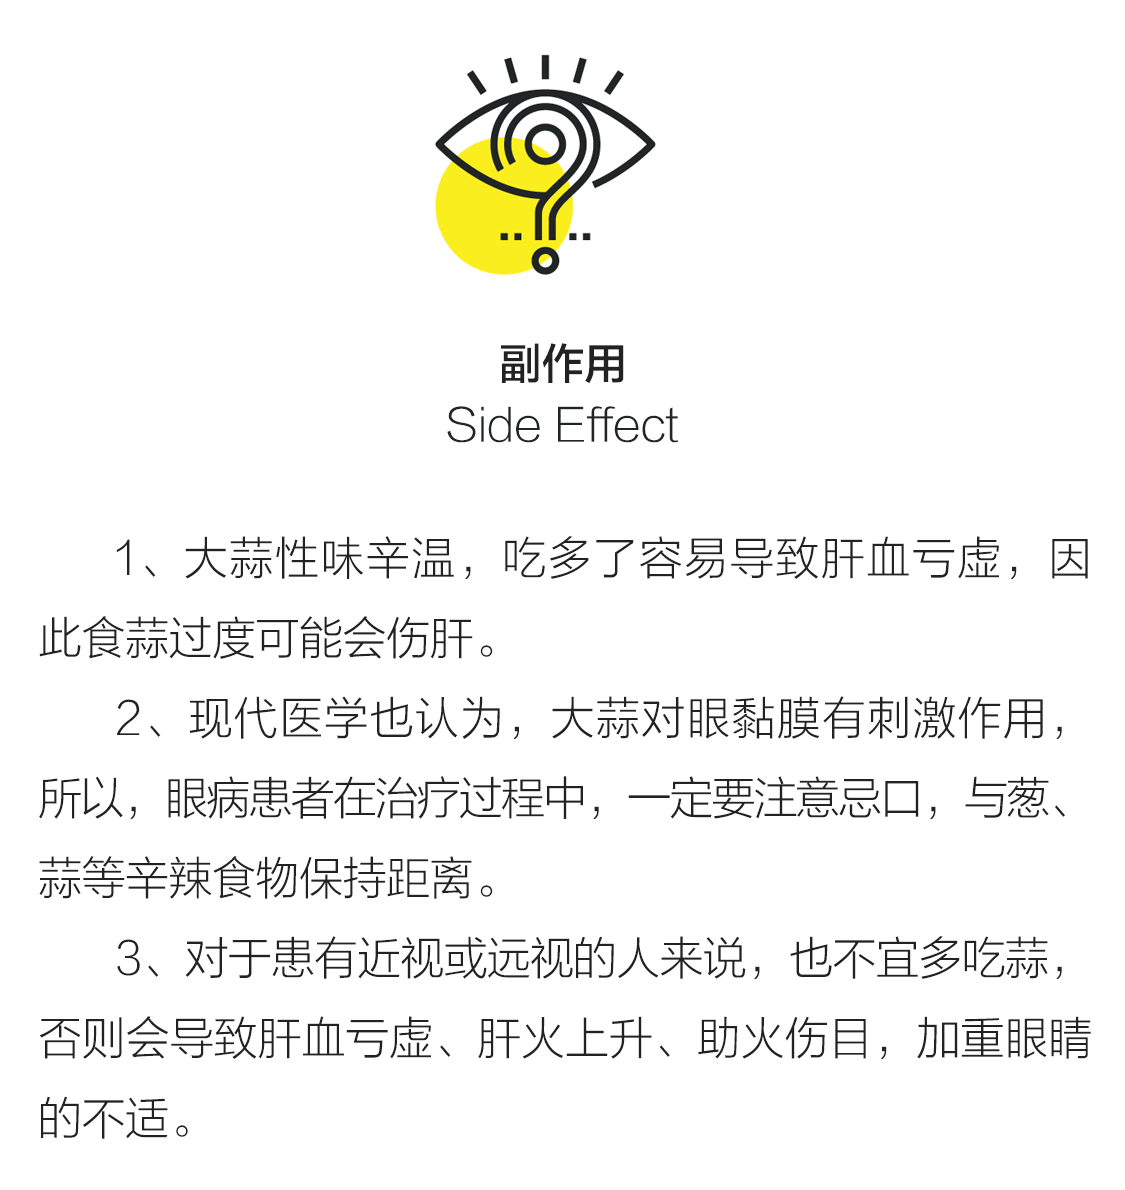 副作用
Side Effect
1、大蒜性味辛温，吃多了容易导致肝血亏虚，因
此食蒜过度可能会伤肝。
2、现代医学也认为，大蒜对眼黏膜有刺激作用，
所以，眼病患者在治疗过程中，一定要注意忌口，与葱、
蒜等辛辣食物保持距离。
3、对于患有近视或远视的人来说，也不宜多吃蒜，
否则会导致肝血亏虚、肝火上升、助火伤目，加重眼睛
的不适。